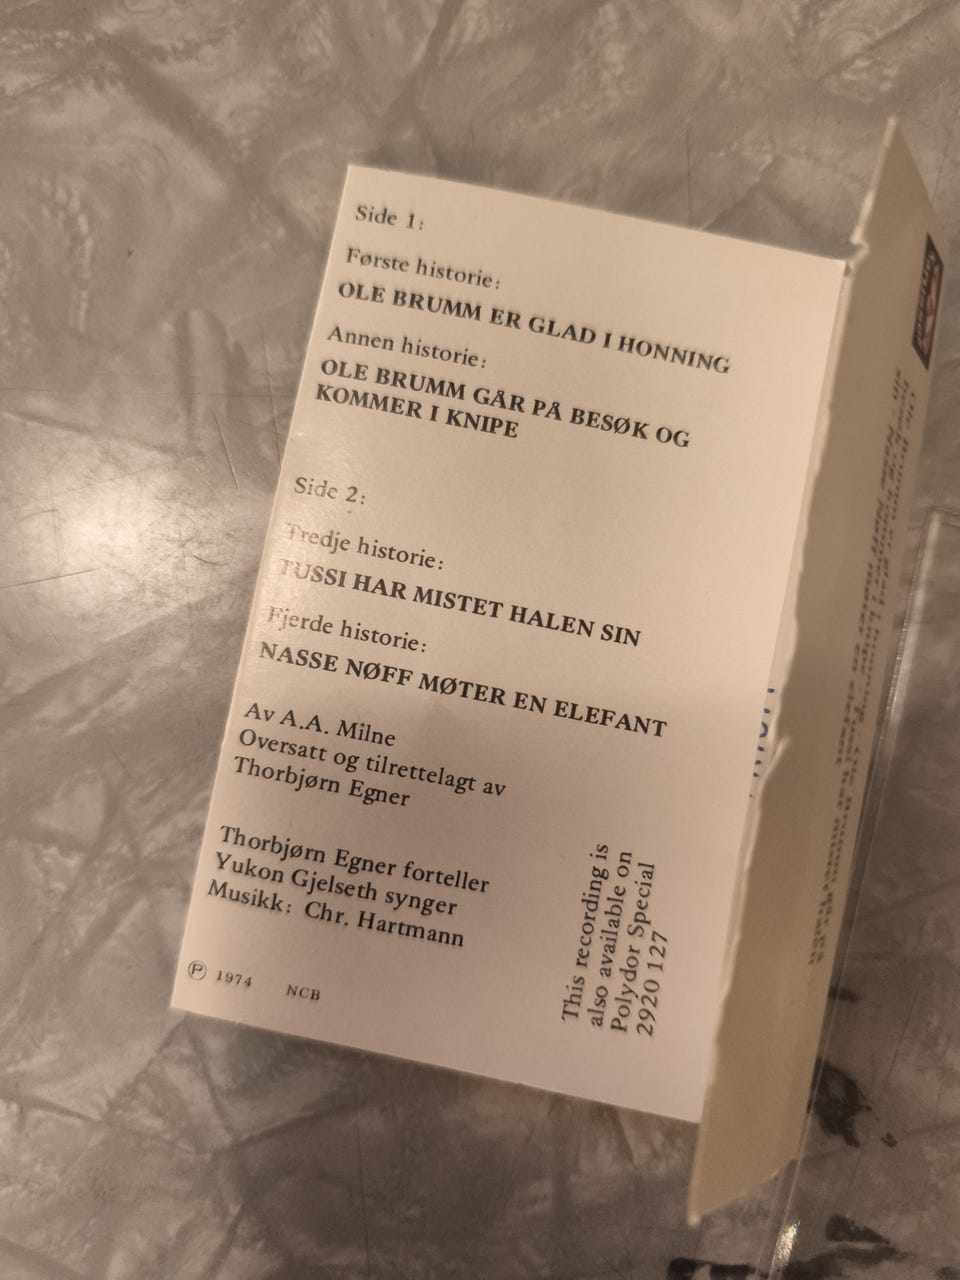 Side 1:
Første historie:
OLE BRUMM ER GLAD I HONNING
Annen historie:
OLE BRUMM GÅR PÅ BESØK OG
KOMMER I KNIPE
Side 2:
Tredje historie:
TUSSI HAR MISTET HALEN SIN
Fjerde historie:
NASSE NØFF MØTER EN ELEFANT
Av A.A. Milne
Oversatt og tilrettelagt av
Thorbjørn Egner
Thorbjørn Egner forteller
Yukon Gjelseth synger
Musikk: Chr. Hartmann
Ⓟ 1974 NCB
This recording is
also available on
Polydor Special
2920 127